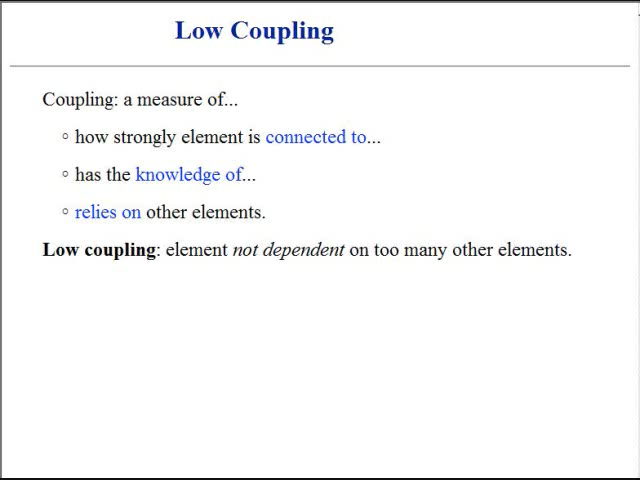 Low Coupling
Coupling: a measure of...
◦ how strongly element is connected to...
◦ has the knowledge of...
◦ relies on other elements.
Low coupling: element not dependent on too many other elements.